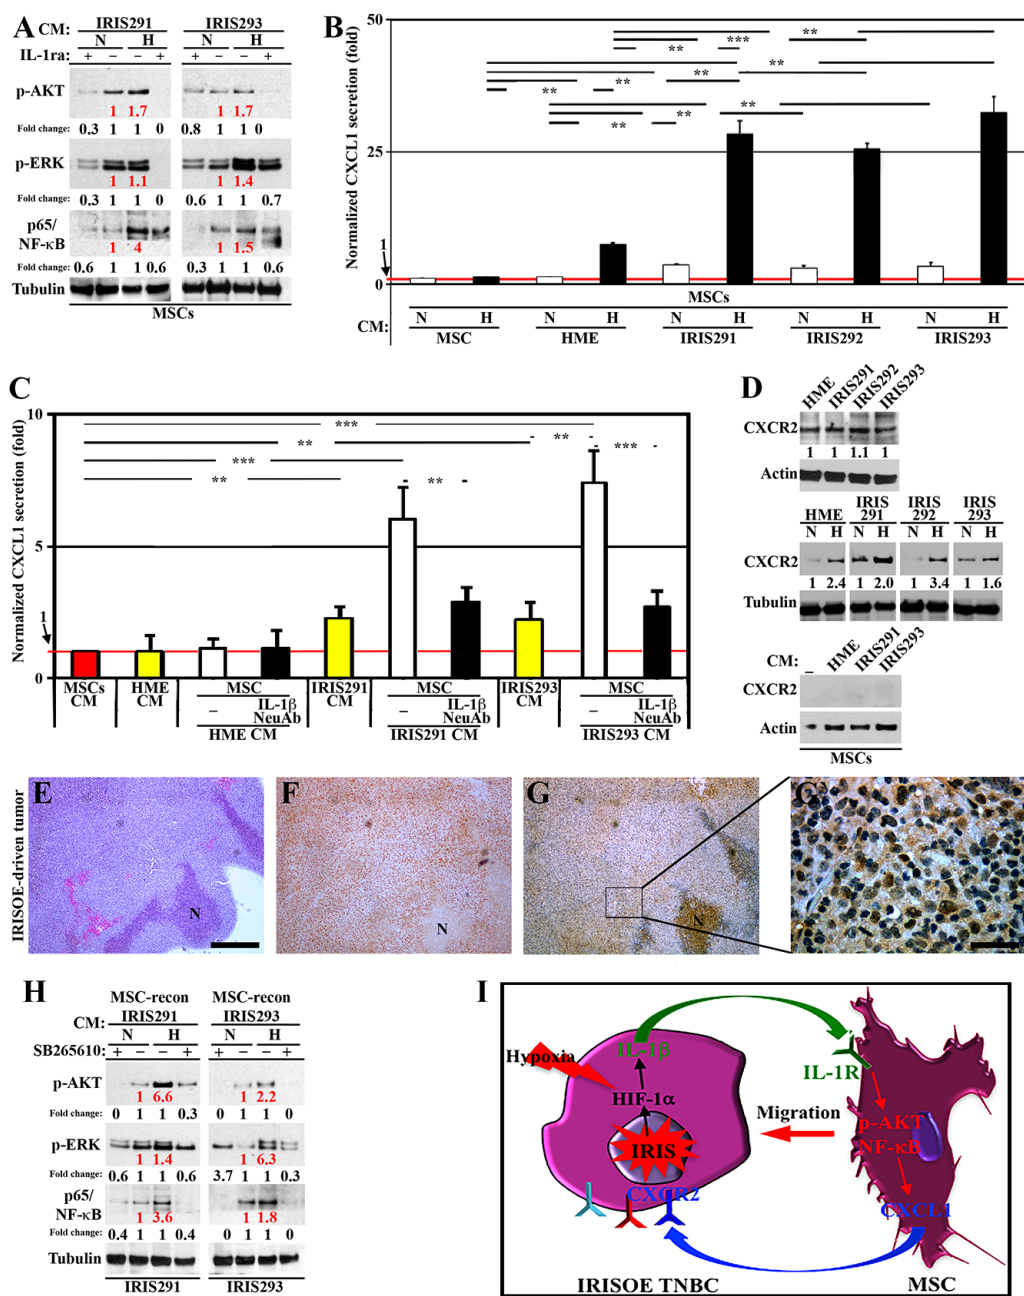 A
CM: IRIS291 IRIS293
N H N H
IL-1ra: + − − + + − − +
p-AKT
1 1.7 1 1.7
Fold change: 0.3 1 1 0 0.8 1 1 0
p-ERK
1 1.1 1 1.4
Fold change: 0.3 1 1 0 0.6 1 1 0.7
p65/
NF-κB
1 4 1 1.5
Fold change: 0.6 1 1 0.6 0.3 1 1 0.6
Tubulin
MSCs
B
Normalized CXCL1 secretion (fold)
50
25
1
0
** *** **
** ** **
** **
** ** **
MSCs
N H N H N H N H N H
CM: MSC HME IRIS291 IRIS292 IRIS293
C
Normalized CXCL1 secretion (fold)
10
5
1
0
***
** **
*** ***
** **
MSCs CM
HME CM
MSC
− IL-1β NeuAb
HME CM
IRIS291 CM
MSC
− IL-1β NeuAb
IRIS291 CM
IRIS293 CM
MSC
− IL-1β NeuAb
IRIS293 CM
D
HME IRIS291 IRIS292 IRIS293
CXCR2
1 1 1.1 1
Actin
HME IRIS 291 IRIS 292 IRIS 293
N H N H N H N H
CXCR2
1 2.4 1 2.0 1 3.4 1 1.6
Tubulin
CM: − HME IRIS291 IRIS293
CXCR2
Actin
MSCs
IRISOE-driven tumor
E
N
F
N
G
N
G'
H
MSC-recon MSC-recon
CM: IRIS291 IRIS293
N H N H
SB265610: + − − + + − − +
p-AKT
1 6.6 1 2.2
Fold change: 0 1 1 0.3 0 1 1 0
p-ERK
1 1.4 1 6.3
Fold change: 0.6 1 1 0.6 3.7 1 1 0.3
p65/
NF-κB
1 3.6 1 1.8
Fold change: 0.4 1 1 0.4 0 1 1 0
Tubulin
IRIS291 IRIS293
I
Hypoxia
IL-1β
HIF-1α
IRIS
CXCR2
IL-1R
Migration
p-AKT
NF-κB
CXCL1
IRISOE TNBC
MSC